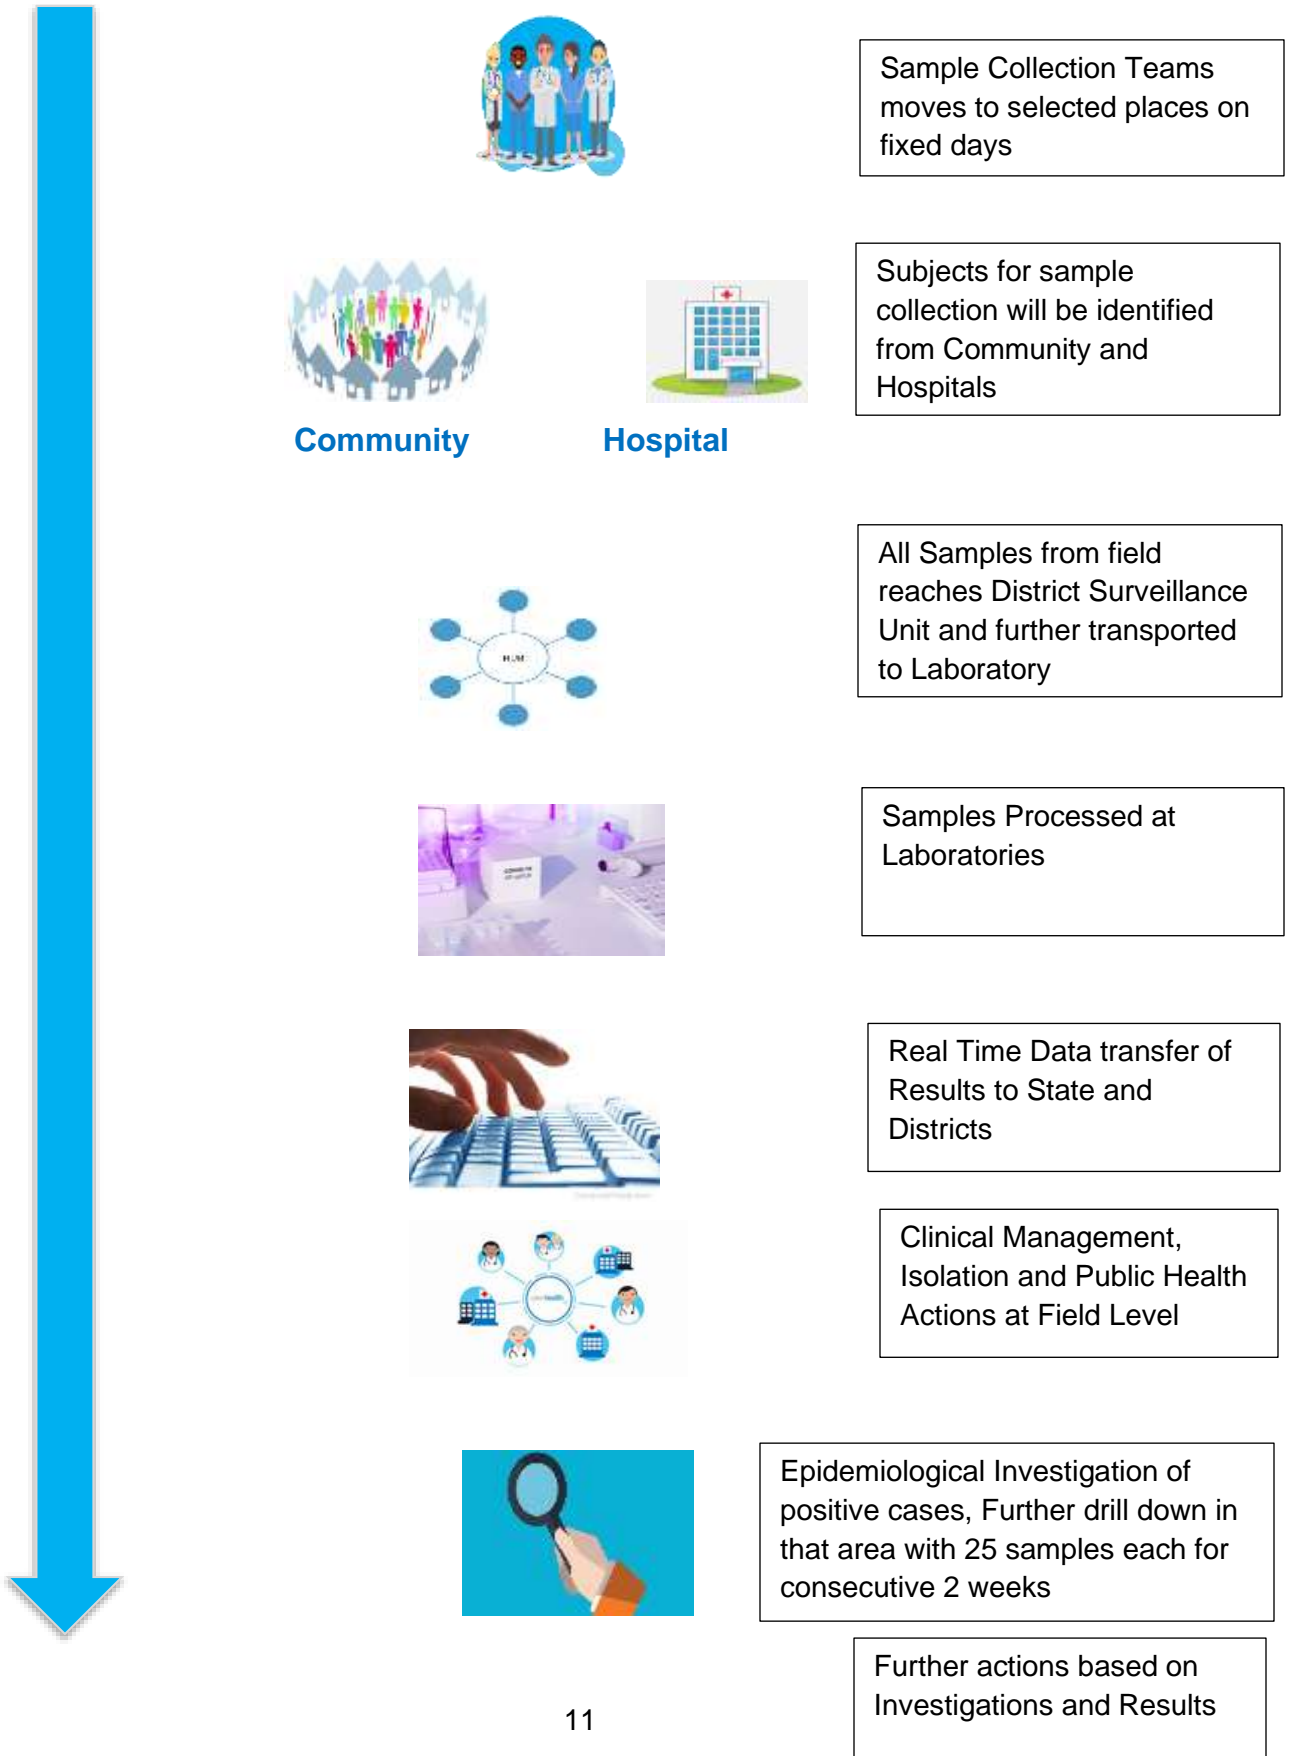 Sample Collection Teams
moves to selected places on
fixed days
Subjects for sample
collection will be identified
from Community and
Hospitals
Community
Hospital
All Samples from field
reaches District Surveillance
Unit and further transported
to Laboratory
HUB
Samples Processed at
Laboratories
Real Time Data transfer of
Results to State and
Districts
Clinical Management,
Isolation and Public Health
Actions at Field Level
Epidemiological Investigation of
positive cases, Further drill down in
that area with 25 samples each for
consecutive 2 weeks
Further actions based on
Investigations and Results
11